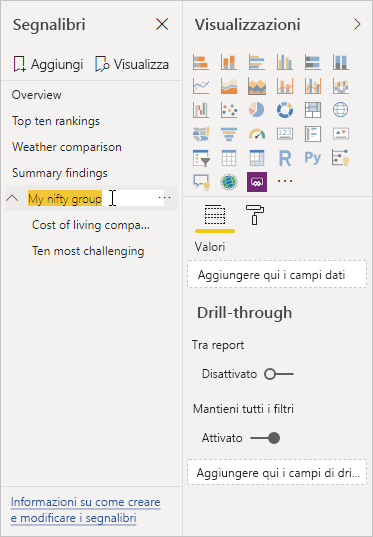 Segnalibri
Aggiungi
Visualizza
Overview
Top ten rankings
Weather comparison
Summary findings
My nifty group
Cost of living compa...
Ten most challenging
Informazioni su come creare
e modificare i segnalibri
Visualizzazioni
123
R
Py
Valori
Aggiungere qui i campi dati
Drill-through
Tra report
Disattivato
Mantieni tutti i filtri
Attivato
Aggiungere qui i campi di dri...